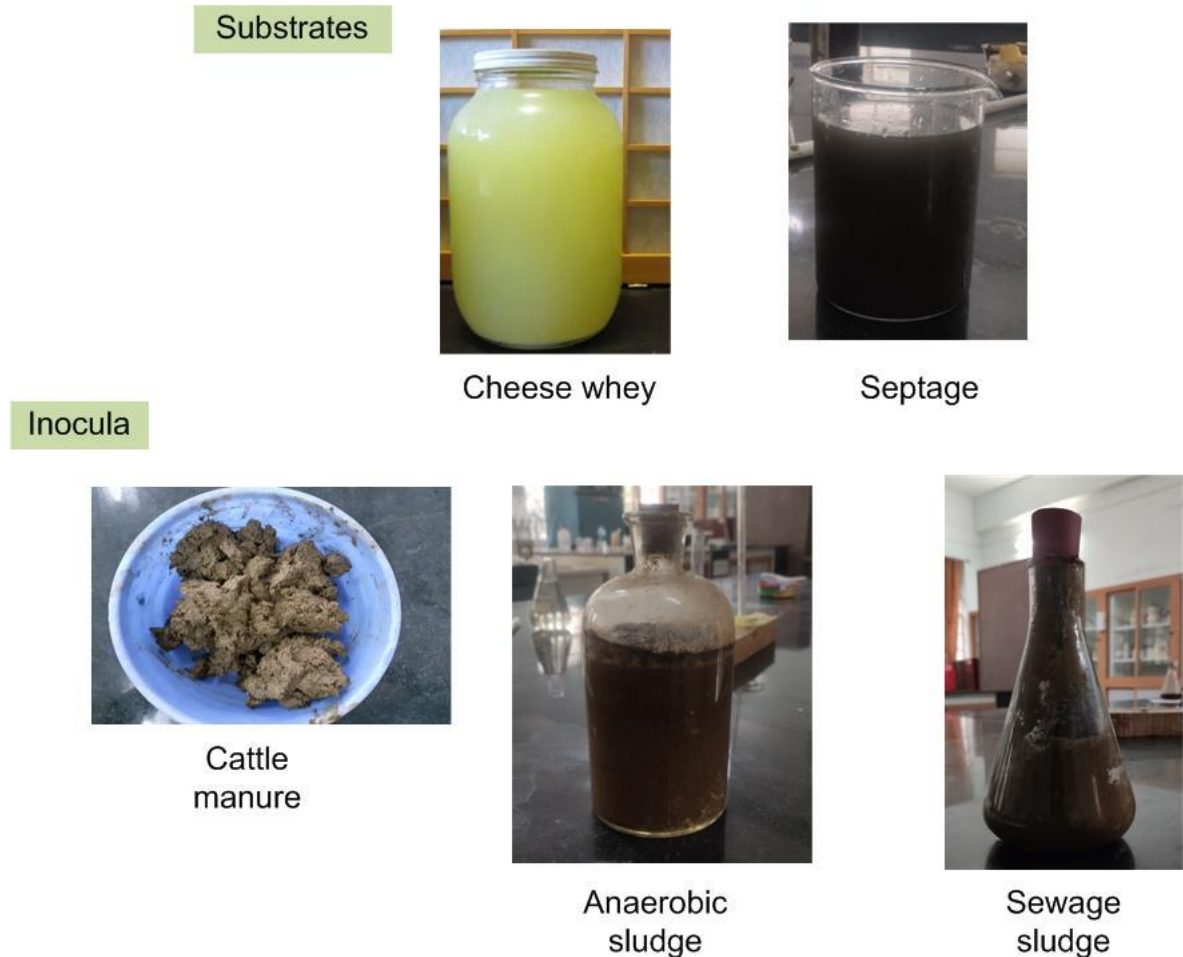 Substrates
Cheese whey
Septage
Inocula
Cattle
manure
Anaerobic
sludge
Sewage
sludge